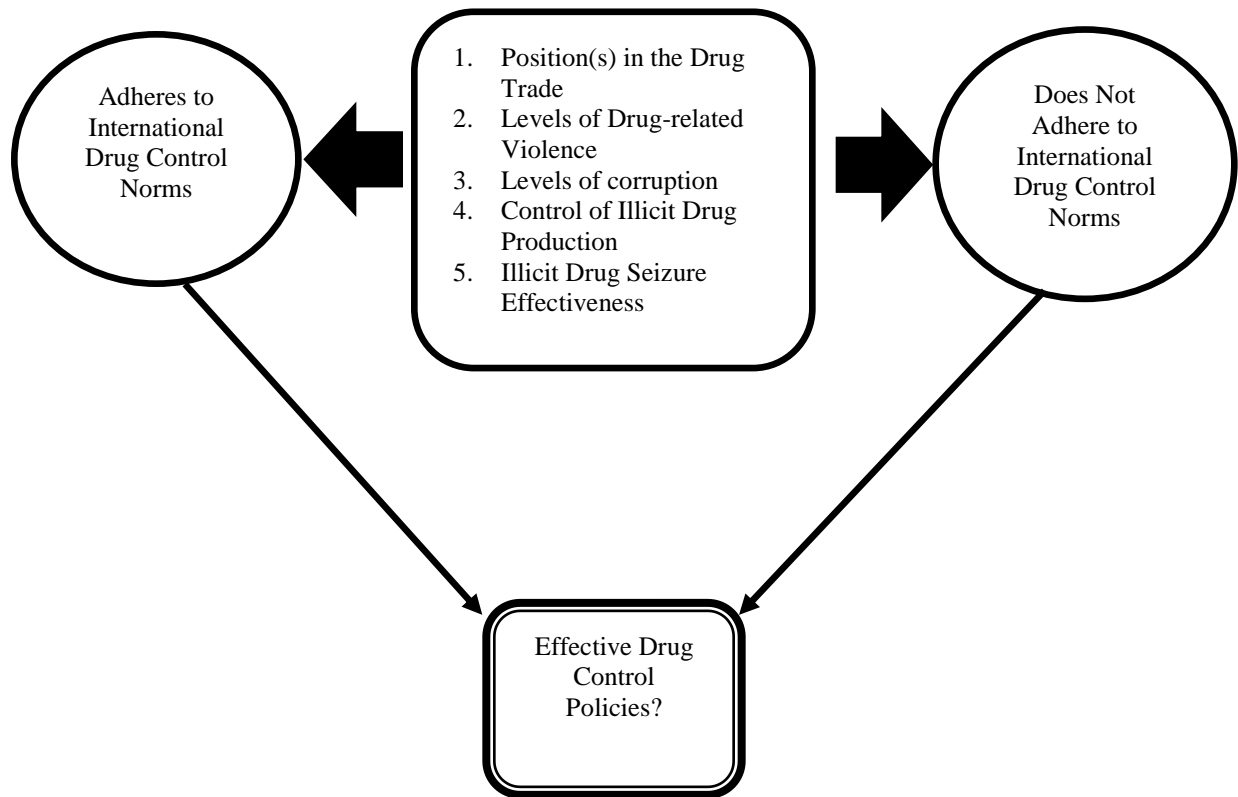 Adheres to
International
Drug Control
Norms
1. Position(s) in the Drug
Trade
2. Levels of Drug-related
Violence
3. Levels of corruption
4. Control of Illicit Drug
Production
5. Illicit Drug Seizure
Effectiveness
Does Not
Adhere to
International
Drug Control
Norms
Effective Drug
Control
Policies?